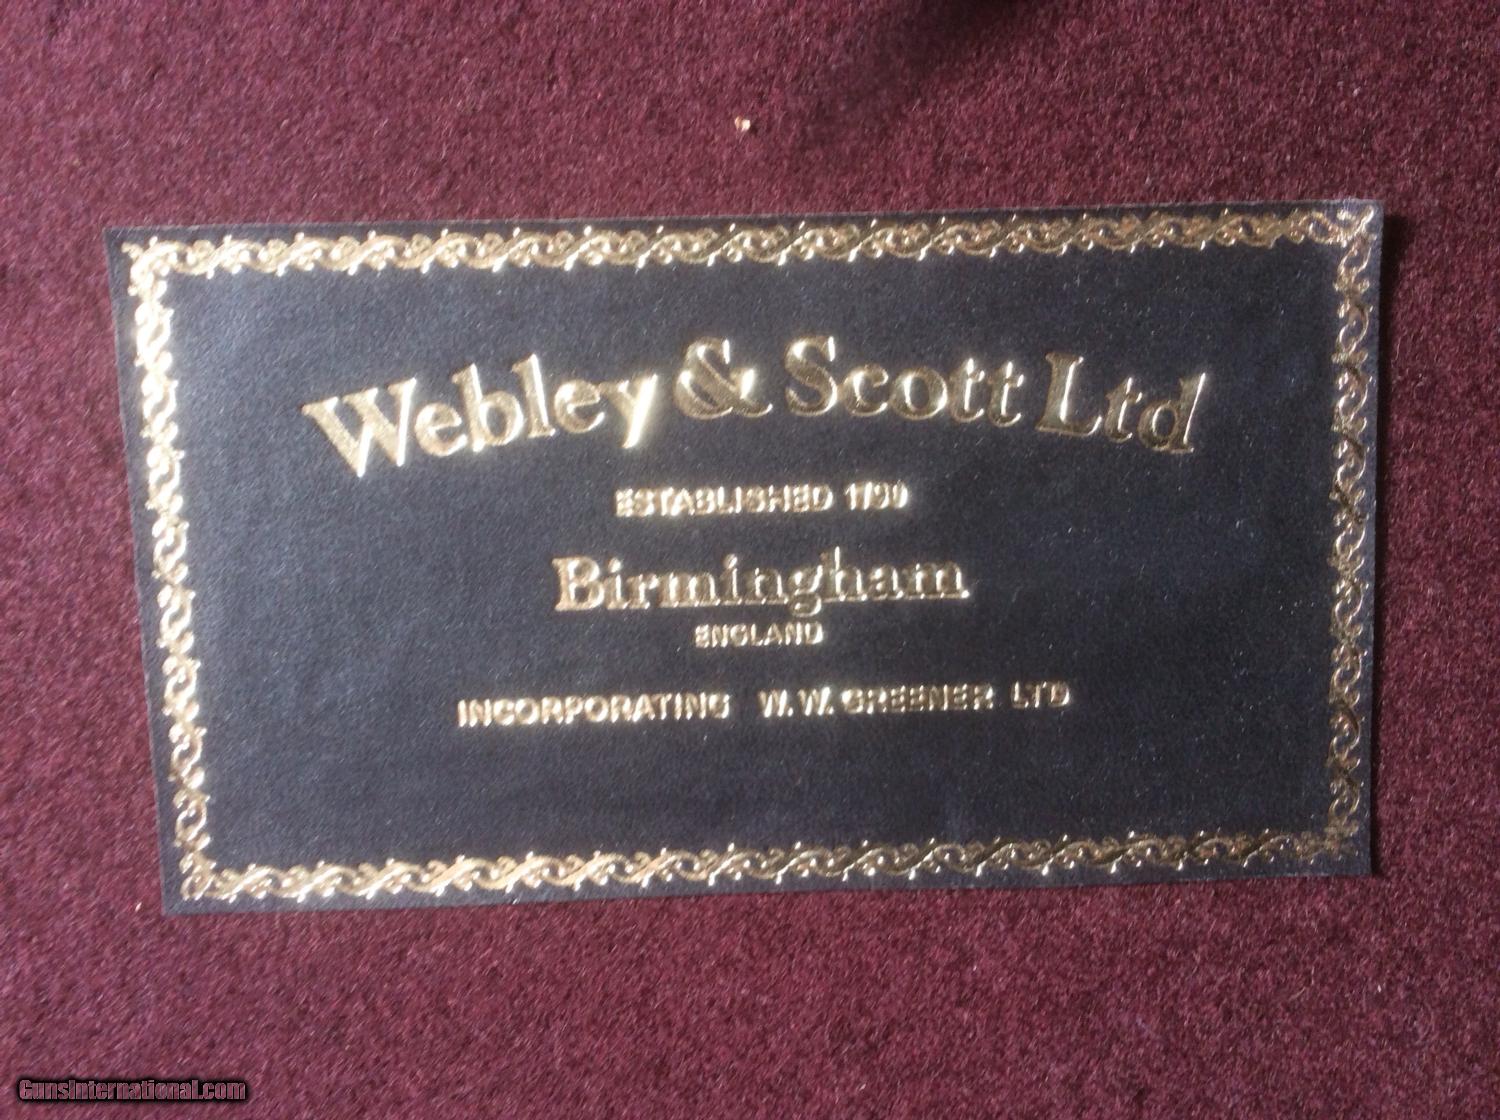 Webley & Scott Ltd
ESTABLISHED 1790
Birmingham
ENGLAND
INCORPORATING W. W. GREENER LTD
GunsInternational.com